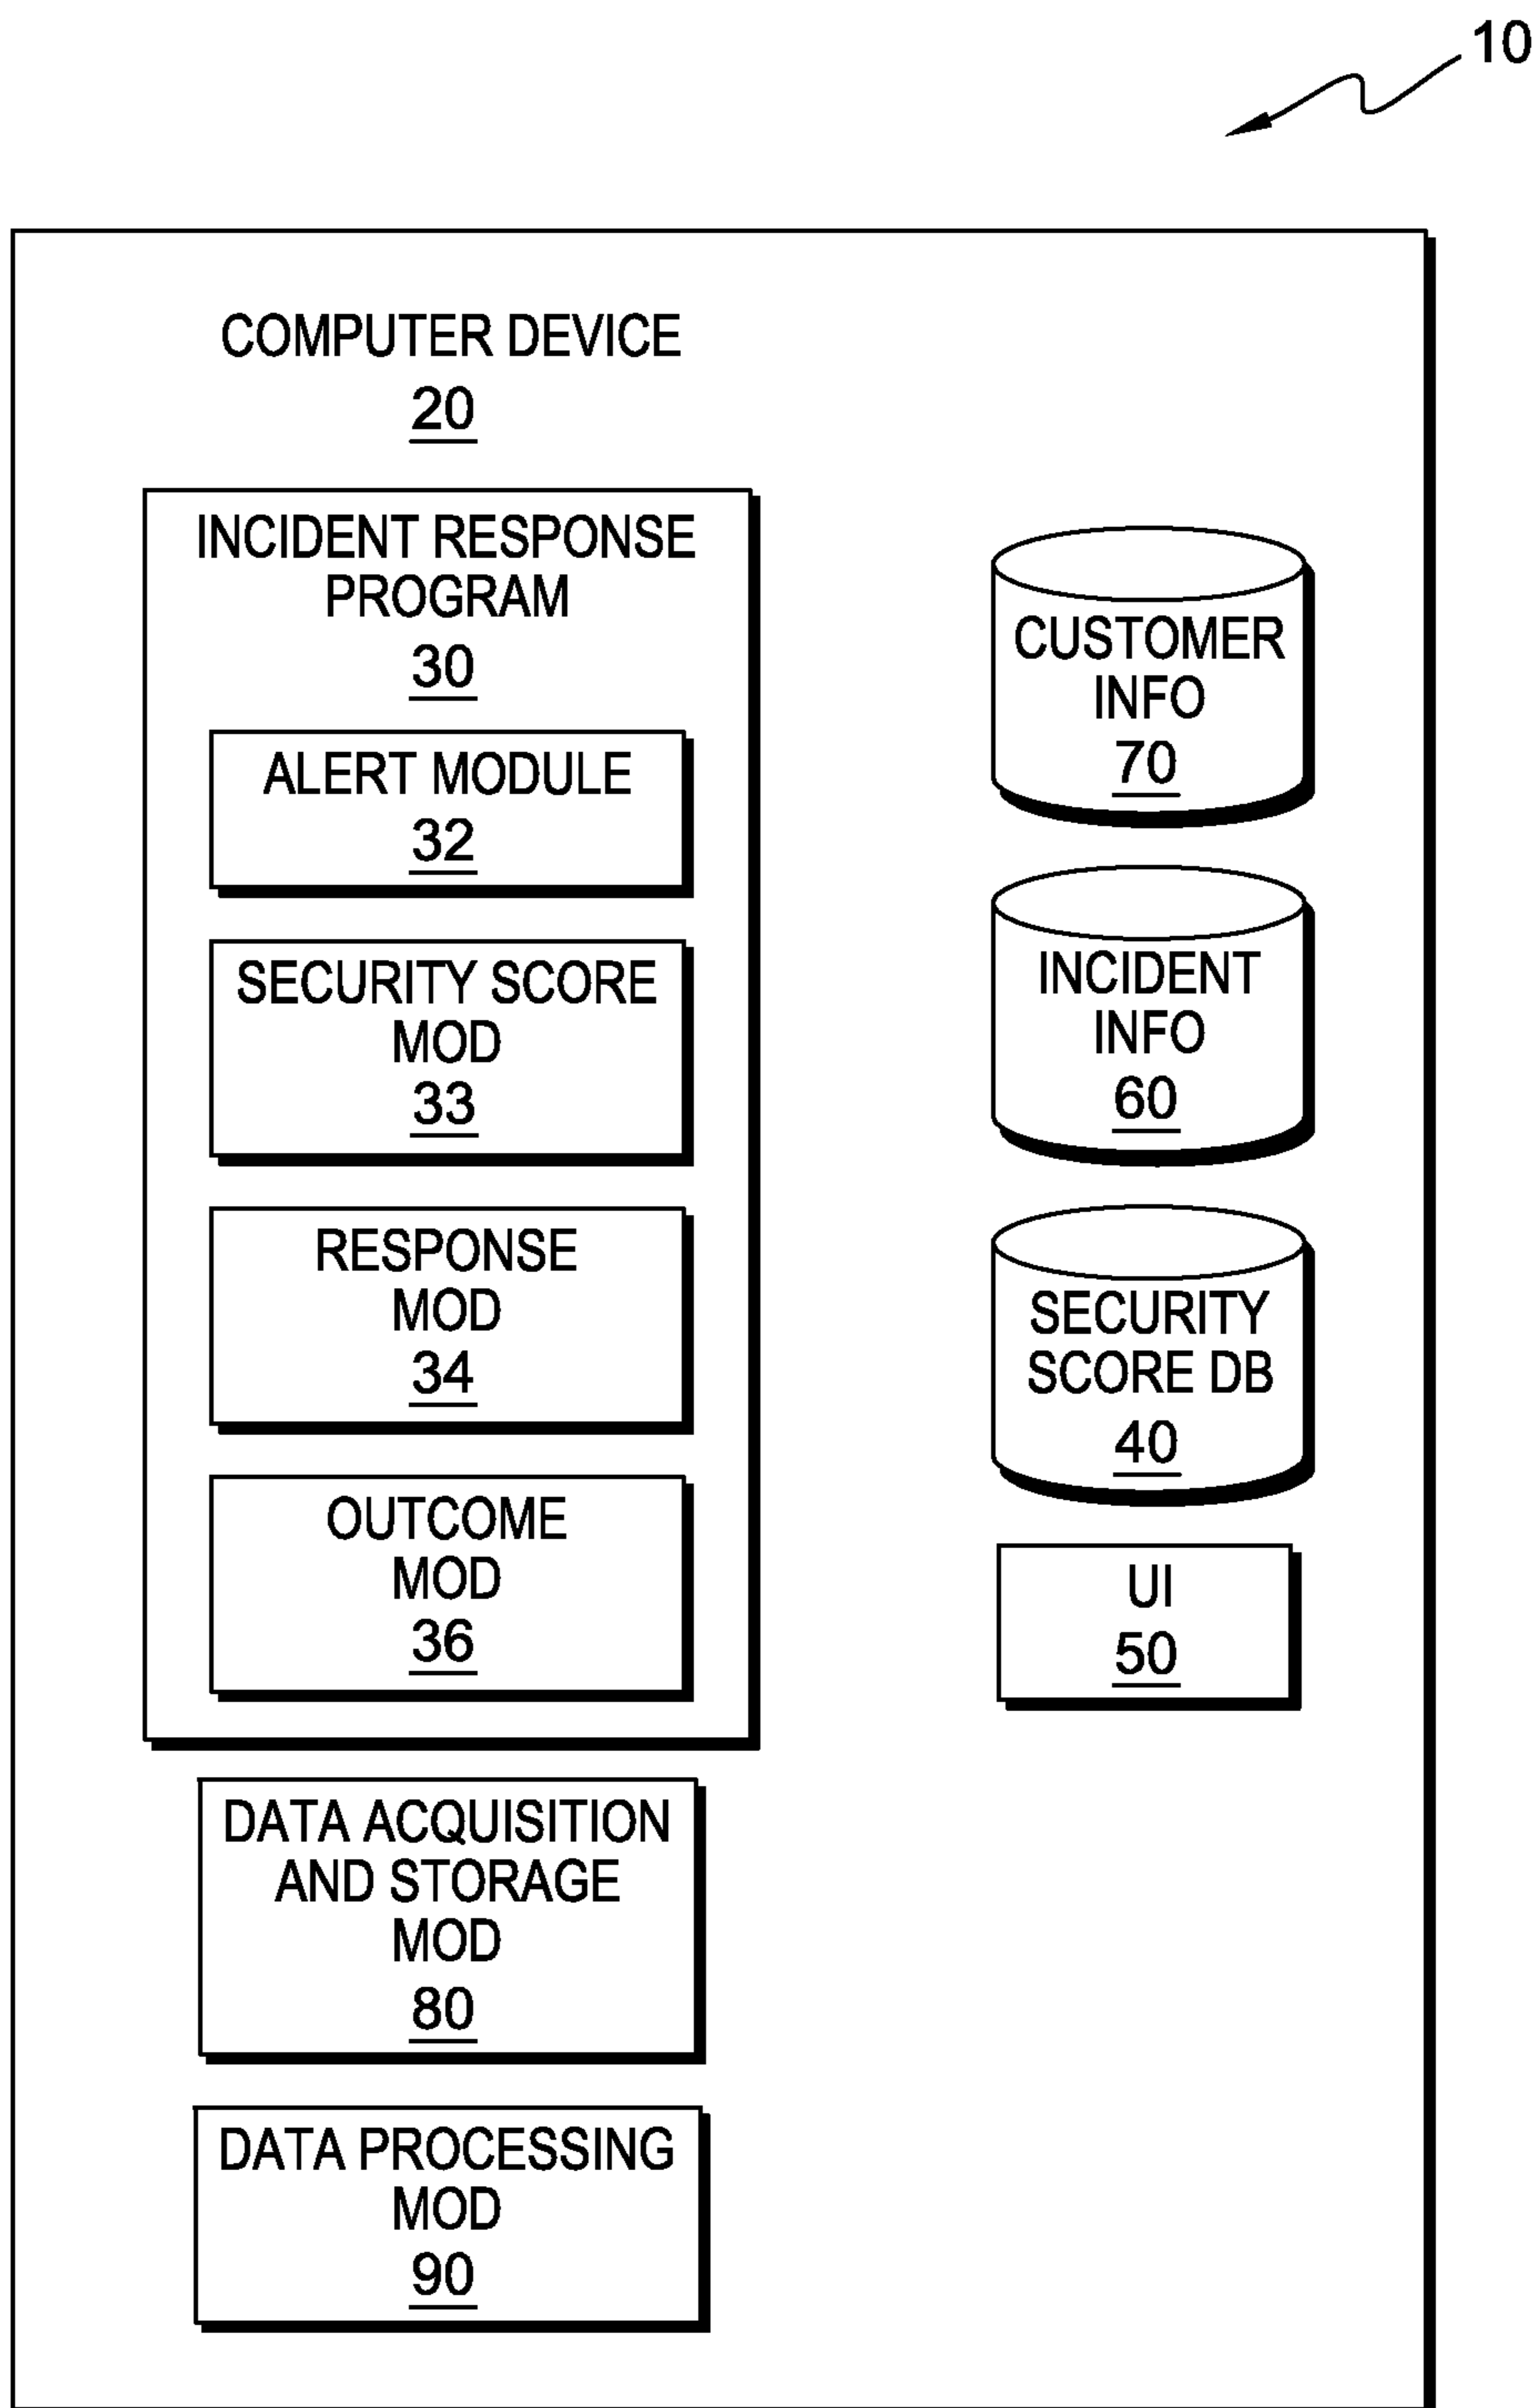 10
COMPUTER DEVICE
20
INCIDENT RESPONSE
PROGRAM
30
ALERT MODULE
32
SECURITY SCORE
MOD
33
RESPONSE
MOD
34
OUTCOME
MOD
36
DATA ACQUISITION
AND STORAGE
MOD
80
DATA PROCESSING
MOD
90
CUSTOMER
INFO
70
INCIDENT
INFO
60
SECURITY
SCORE DB
40
UI
50